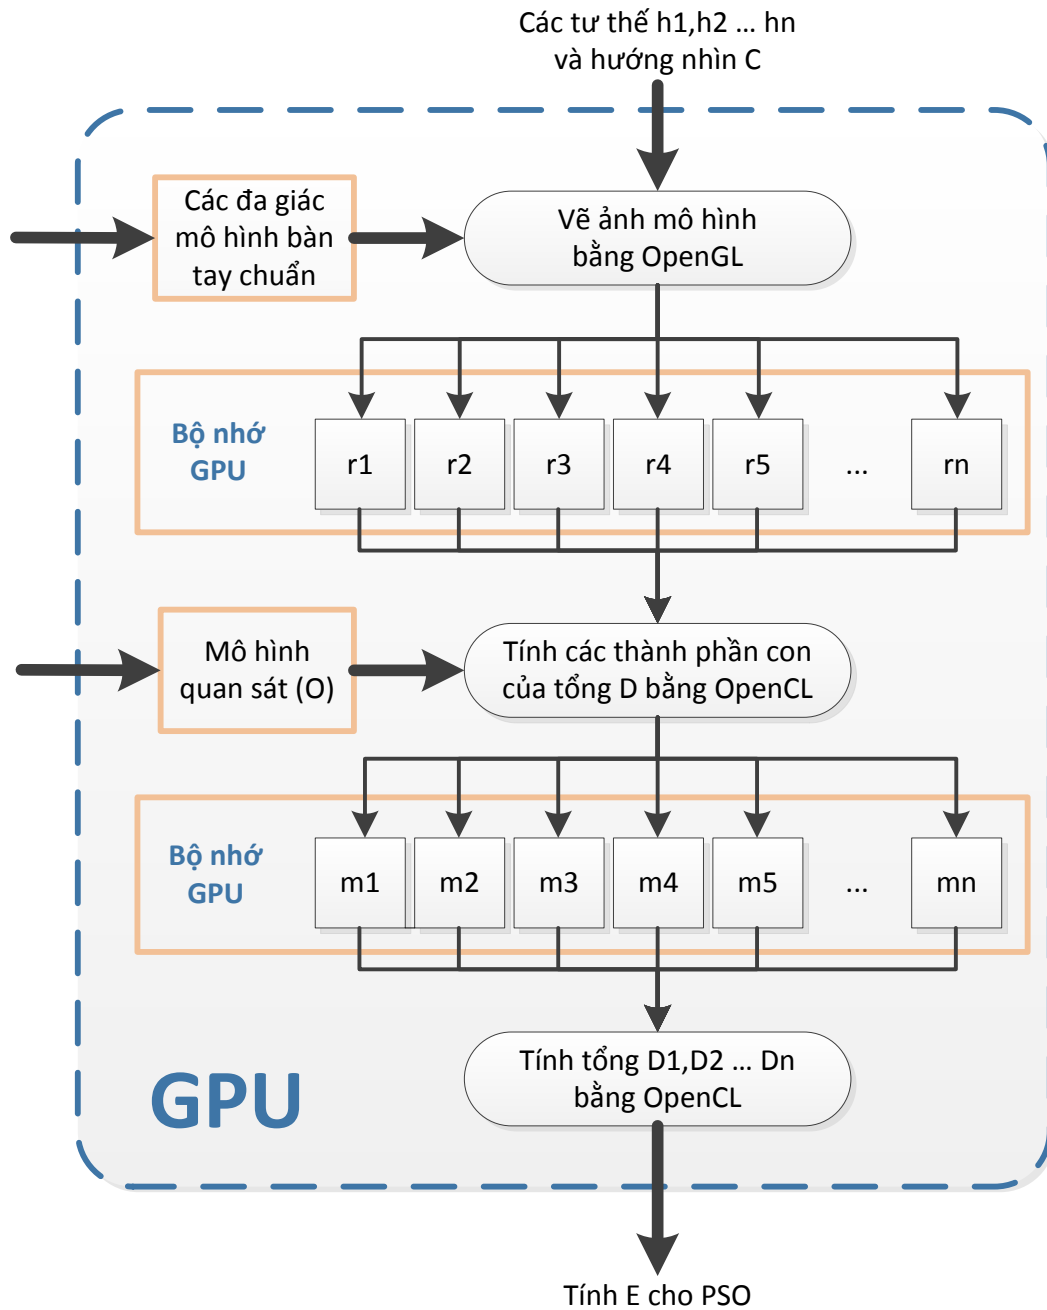 Các tư thế h1,h2 ... hn
và hướng nhìn C
Các đa giác
mô hình bàn
tay chuẩn
Vẽ ảnh mô hình
bằng OpenGL
Bộ nhớ
GPU
r1
r2
r3
r4
r5
...
rn
Mô hình
quan sát (O)
Tính các thành phần con
của tổng D bằng OpenCL
Bộ nhớ
GPU
m1
m2
m3
m4
m5
...
mn
Tính tổng D1,D2 ... Dn
bằng OpenCL
GPU
Tính E cho PSO